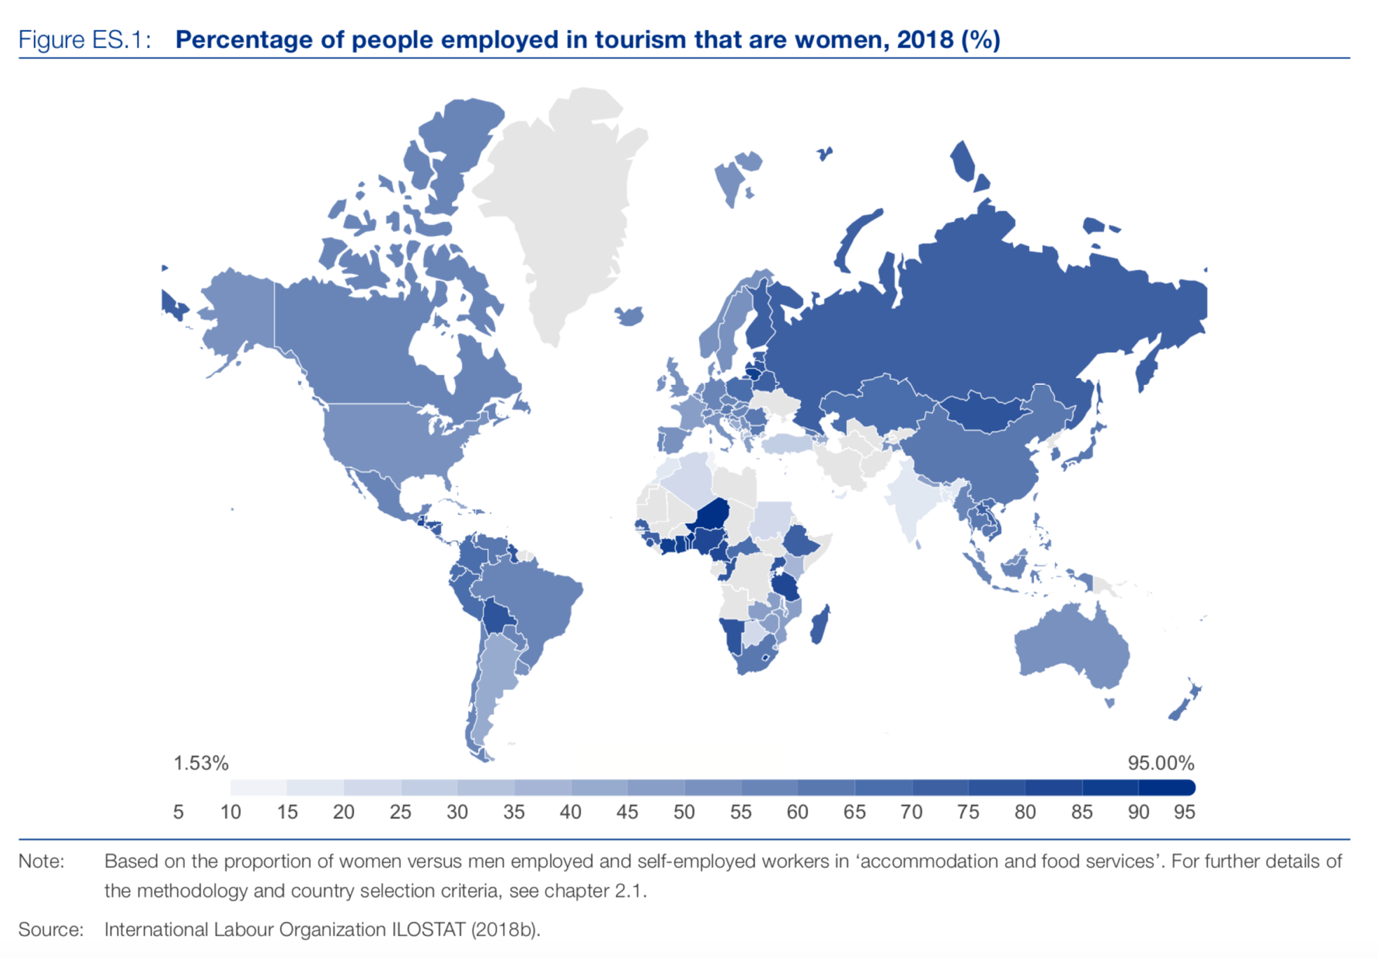 Figure ES.1: Percentage of people employed in tourism that are women, 2018 (%)
1.53% 95.00%
5 10 15 20 25 30 35 40 45 50 55 60 65 70 75 80 85 90 95
Note: Based on the proportion of women versus men employed and self-employed workers in ‘accommodation and food services’. For further details of
the methodology and country selection criteria, see chapter 2.1.
Source: International Labour Organization ILOSTAT (2018b).